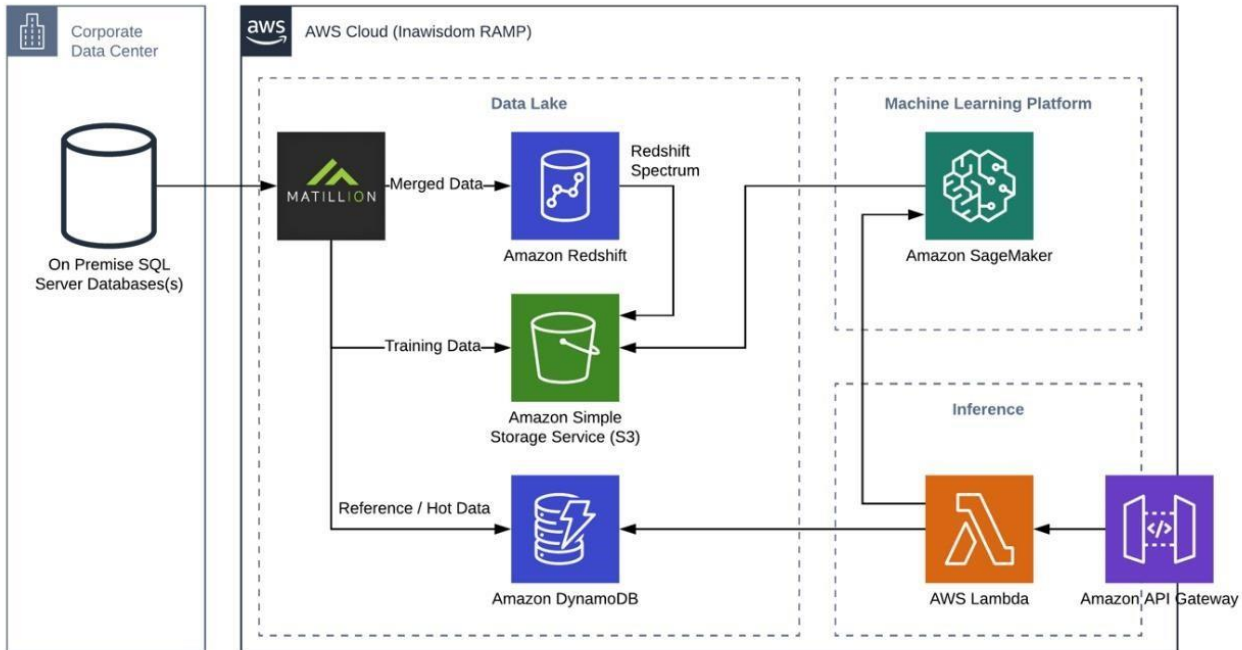 Corporate
Data Center
aws
AWS Cloud (Inawisdom RAMP)
Data Lake
Machine Learning Platform
MATILLION
Merged Data
Redshift
Spectrum
On Premise SQL
Server Databases(s)
Amazon Redshift
Amazon SageMaker
Training Data
Amazon Simple
Storage Service (S3)
Inference
Reference / Hot Data
</>
Amazon DynamoDB
AWS Lambda
Amazon API Gateway